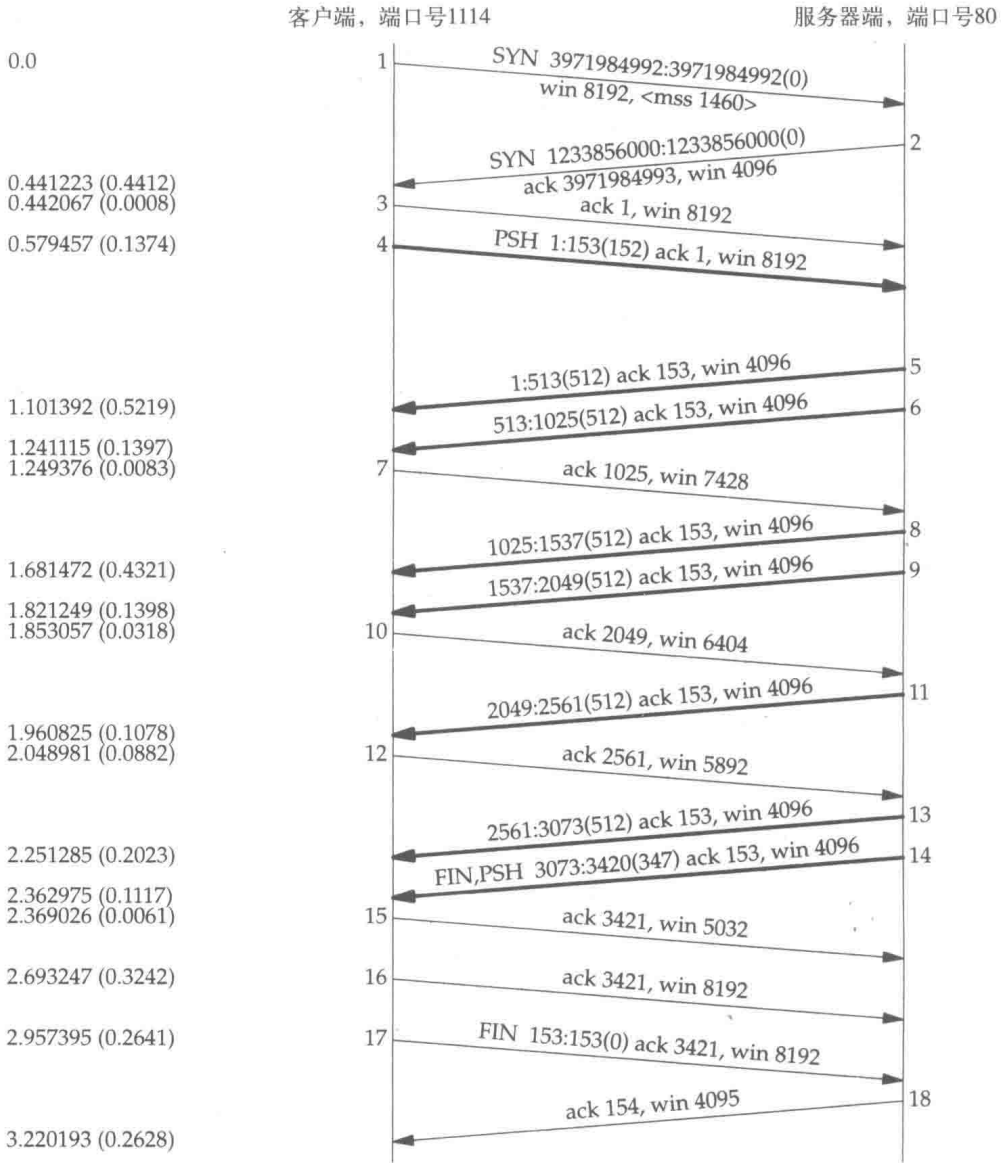 客户端，端口号1114
服务器端，端口号80
0.0
1
SYN 3971984992:3971984992(0)
win 8192, <mss 1460>
2
SYN 1233856000:1233856000(0)
ack 3971984993, win 4096
0.441223 (0.4412)
0.442067 (0.0008)
3
ack 1, win 8192
0.579457 (0.1374)
4
PSH 1:153(152) ack 1, win 8192
5
1:513(512) ack 153, win 4096
1.101392 (0.5219)
6
513:1025(512) ack 153, win 4096
1.241115 (0.1397)
1.249376 (0.0083)
7
ack 1025, win 7428
8
1025:1537(512) ack 153, win 4096
1.681472 (0.4321)
9
1537:2049(512) ack 153, win 4096
1.821249 (0.1398)
1.853057 (0.0318)
10
ack 2049, win 6404
11
2049:2561(512) ack 153, win 4096
1.960825 (0.1078)
2.048981 (0.0882)
12
ack 2561, win 5892
13
2561:3073(512) ack 153, win 4096
2.251285 (0.2023)
14
FIN,PSH 3073:3420(347) ack 153, win 4096
2.362975 (0.1117)
2.369026 (0.0061)
15
ack 3421, win 5032
2.693247 (0.3242)
16
ack 3421, win 8192
2.957395 (0.2641)
17
FIN 153:153(0) ack 3421, win 8192
18
ack 154, win 4095
3.220193 (0.2628)